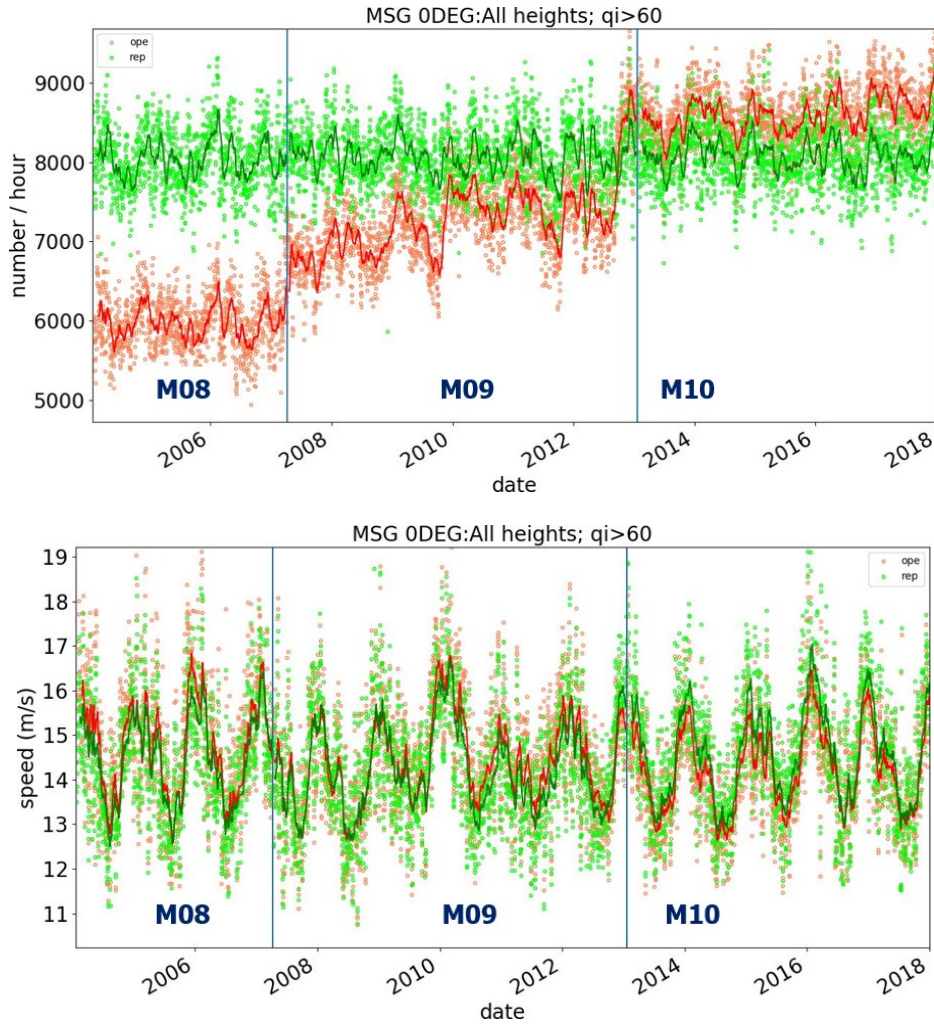 MSG 0DEG:All heights; qi>60
ope
rep
9000
8000
7000
6000
5000
number / hour
M08
M09
M10
2006
2008
2010
2012
2014
2016
2018
date
MSG 0DEG:All heights; qi>60
ope
rep
19
18
17
16
15
14
13
12
11
speed (m/s)
M08
M09
M10
2006
2008
2010
2012
2014
2016
2018
date